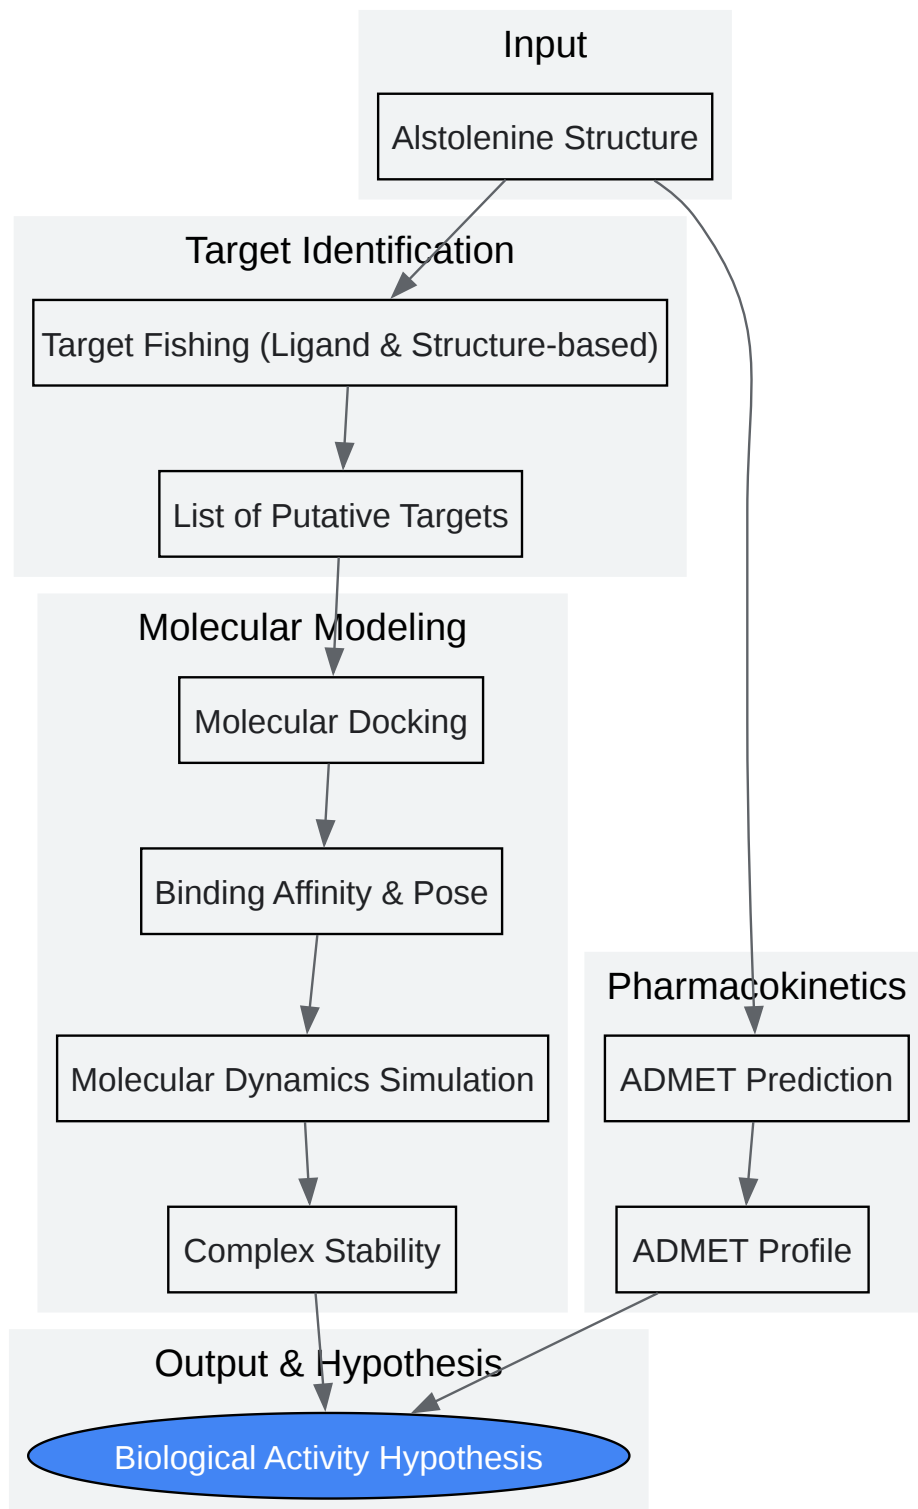 Input
Alstolenine Structure
Target Identification
Target Fishing (Ligand & Structure-based)
List of Putative Targets
Molecular Modeling
Molecular Docking
Binding Affinity & Pose
Molecular Dynamics Simulation
Complex Stability
Pharmacokinetics
ADMET Prediction
ADMET Profile
Output & Hypothesis
Biological Activity Hypothesis